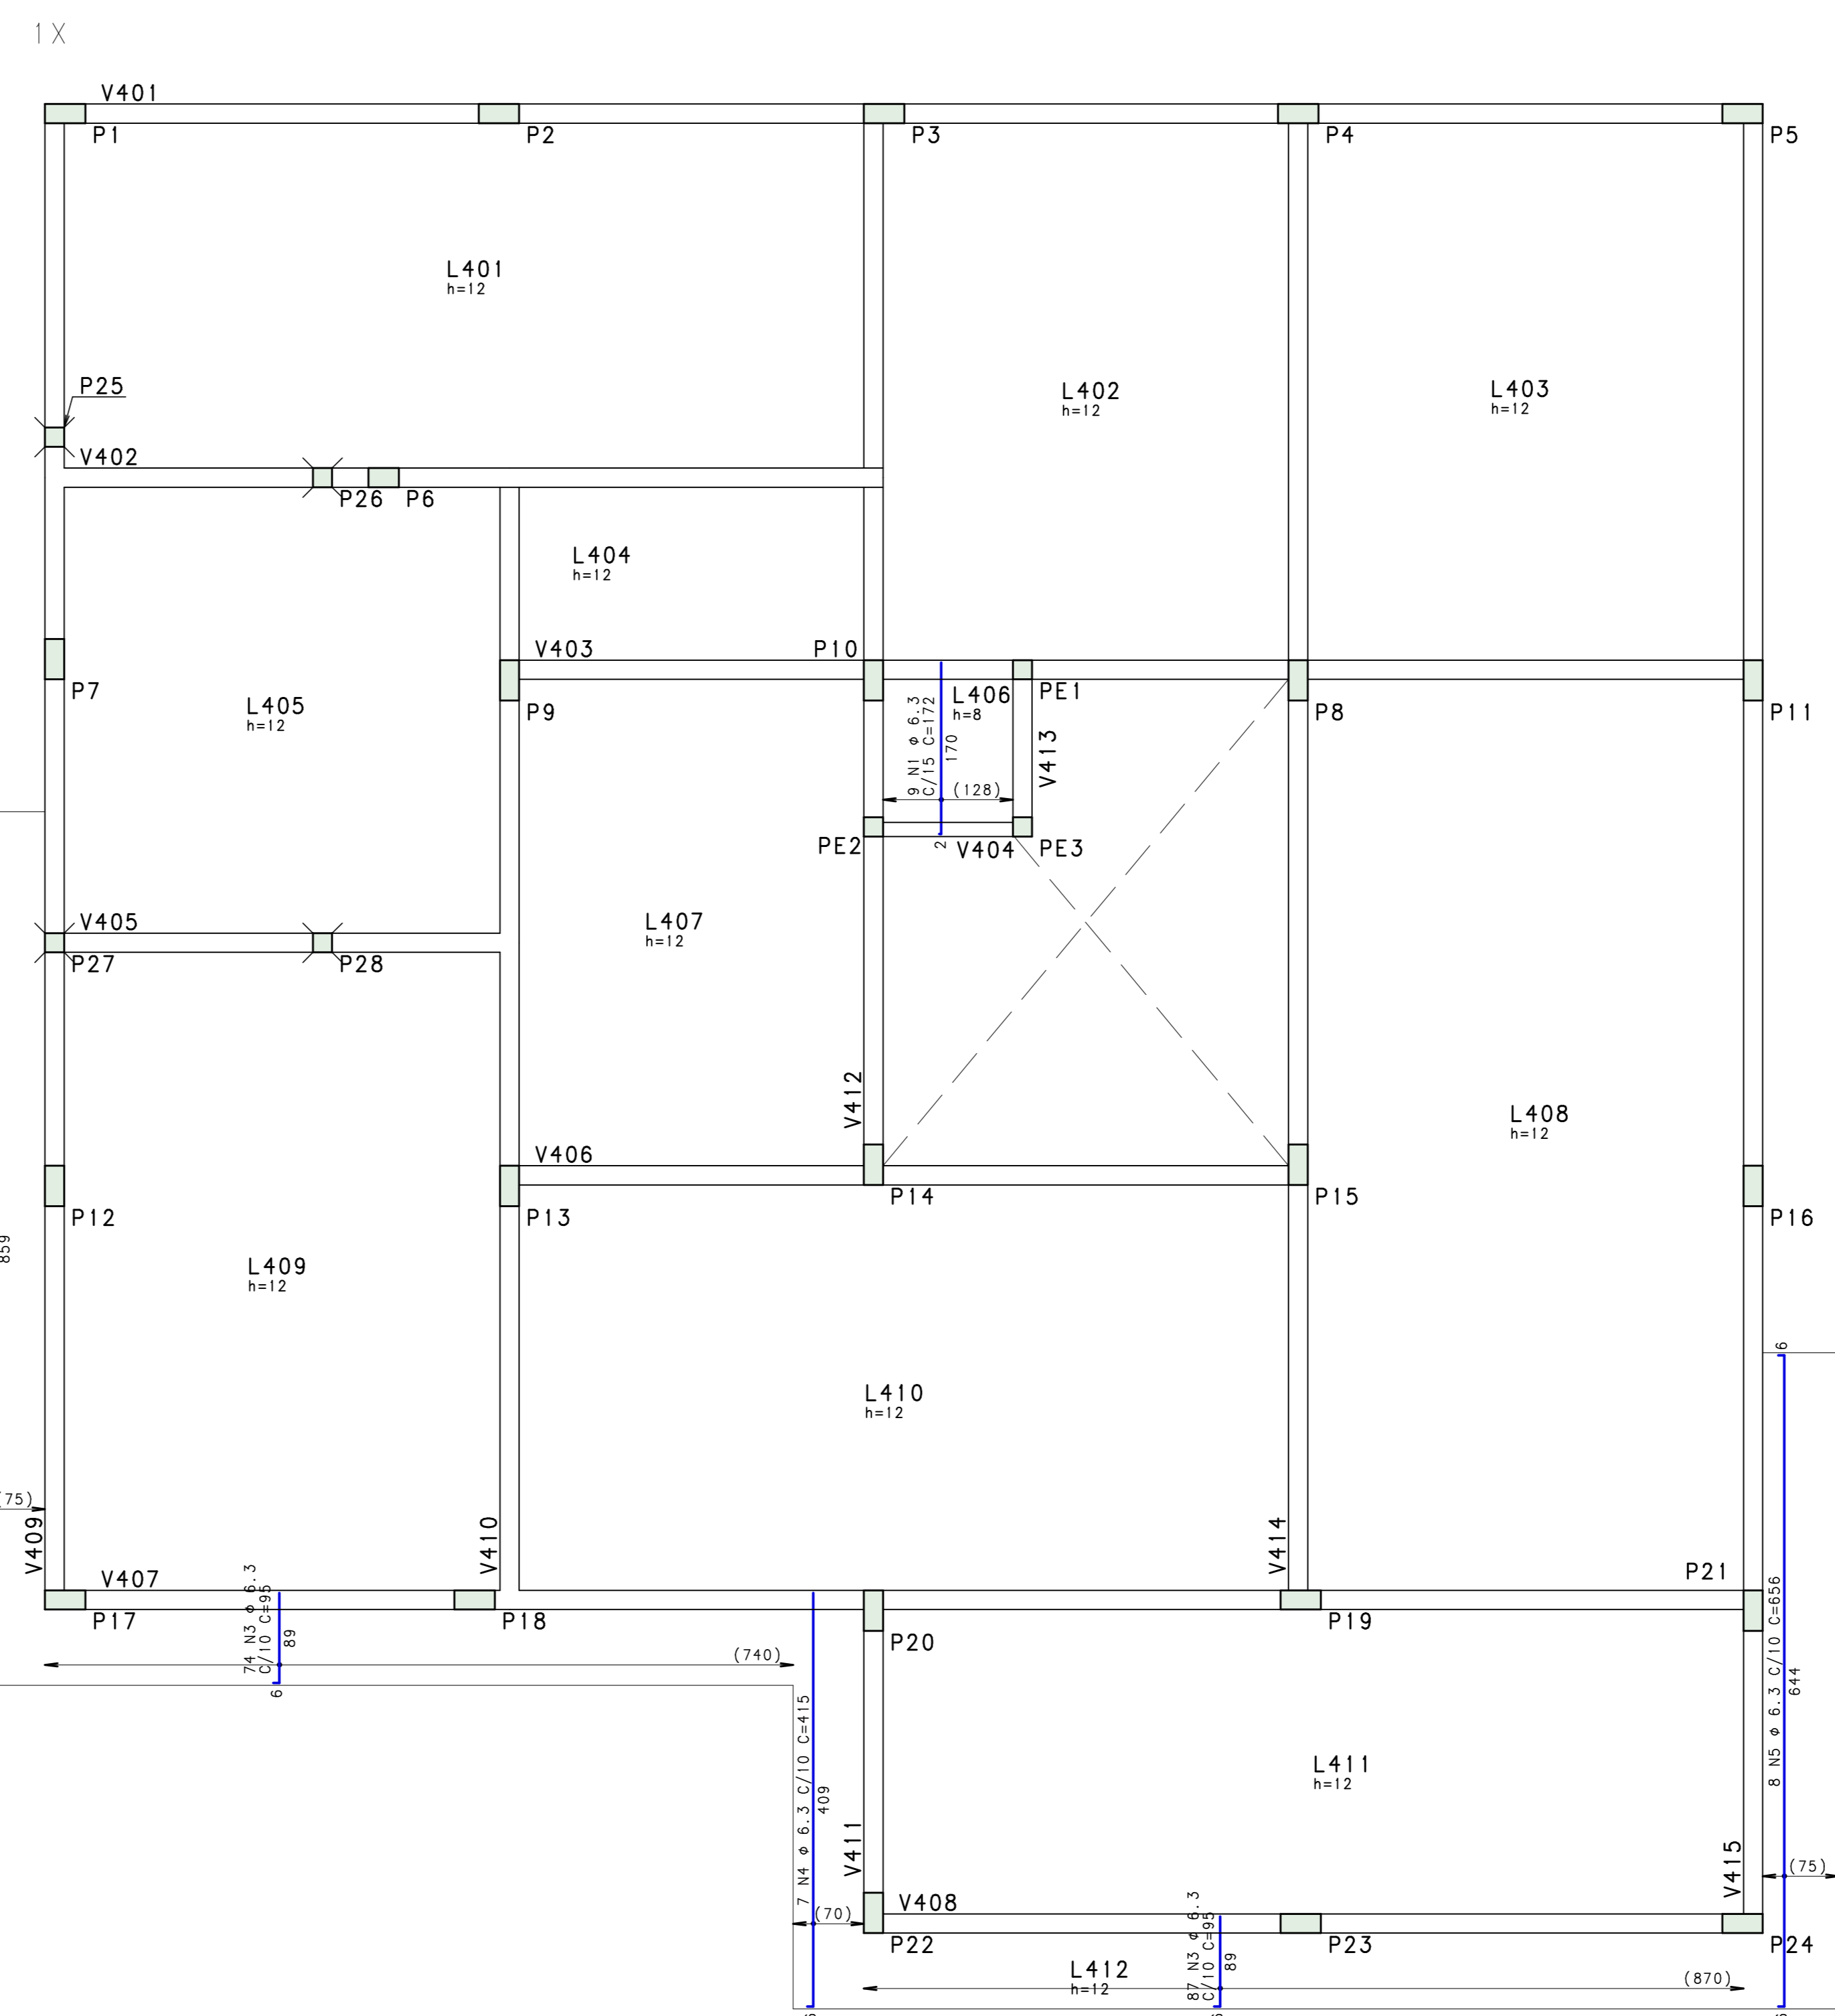 1X
V401
P1
P2
P3
P4
P5
L401
h=12
P25
L402
h=12
L403
h=12
V402
P26
P6
L404
h=12
V403
P10
P7
L405
h=12
P9
9 N1 φ 6.3
C/15 C=172
170
L406
h=8
PE1
P8
P11
V413
(128)
PE2
2
V404
PE3
V405
L407
h=12
P27
P28
V412
L408
h=12
V406
P12
P13
P14
P15
P16
859
L409
h=12
L410
h=12
6
75)
V409
V410
V414
V407
P21
P17
74 N3 φ 6.3
C/10 C=95
89
P18
P20
P19
8 N5 φ 6.3 C/10 C=656
644
(740)
6
7 N4 φ 6.3 C/10 C=415
409
L411
h=12
V411
V415
(75)
V408
(70)
P22
87 N3 φ 6.3
C/10 C=95
89
P23
P24
L412
h=12
(870)